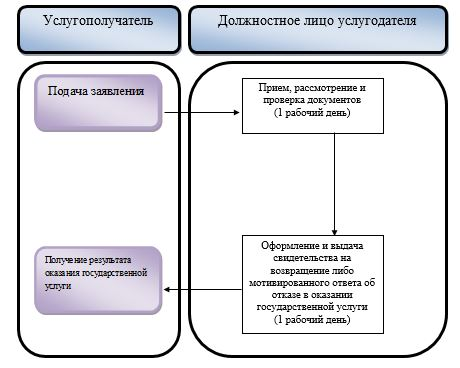 Услугополучатель
Должностное лицо услугодателя
Подача заявления
Прием, рассмотрение и
проверка документов
(1 рабочий день)
Получение результата
оказания государственной
услуги
Оформление и выдача
свидетельства на
возвращение либо
мотивированного ответа об
отказе в оказании
государственной услуги
(1 рабочий день)